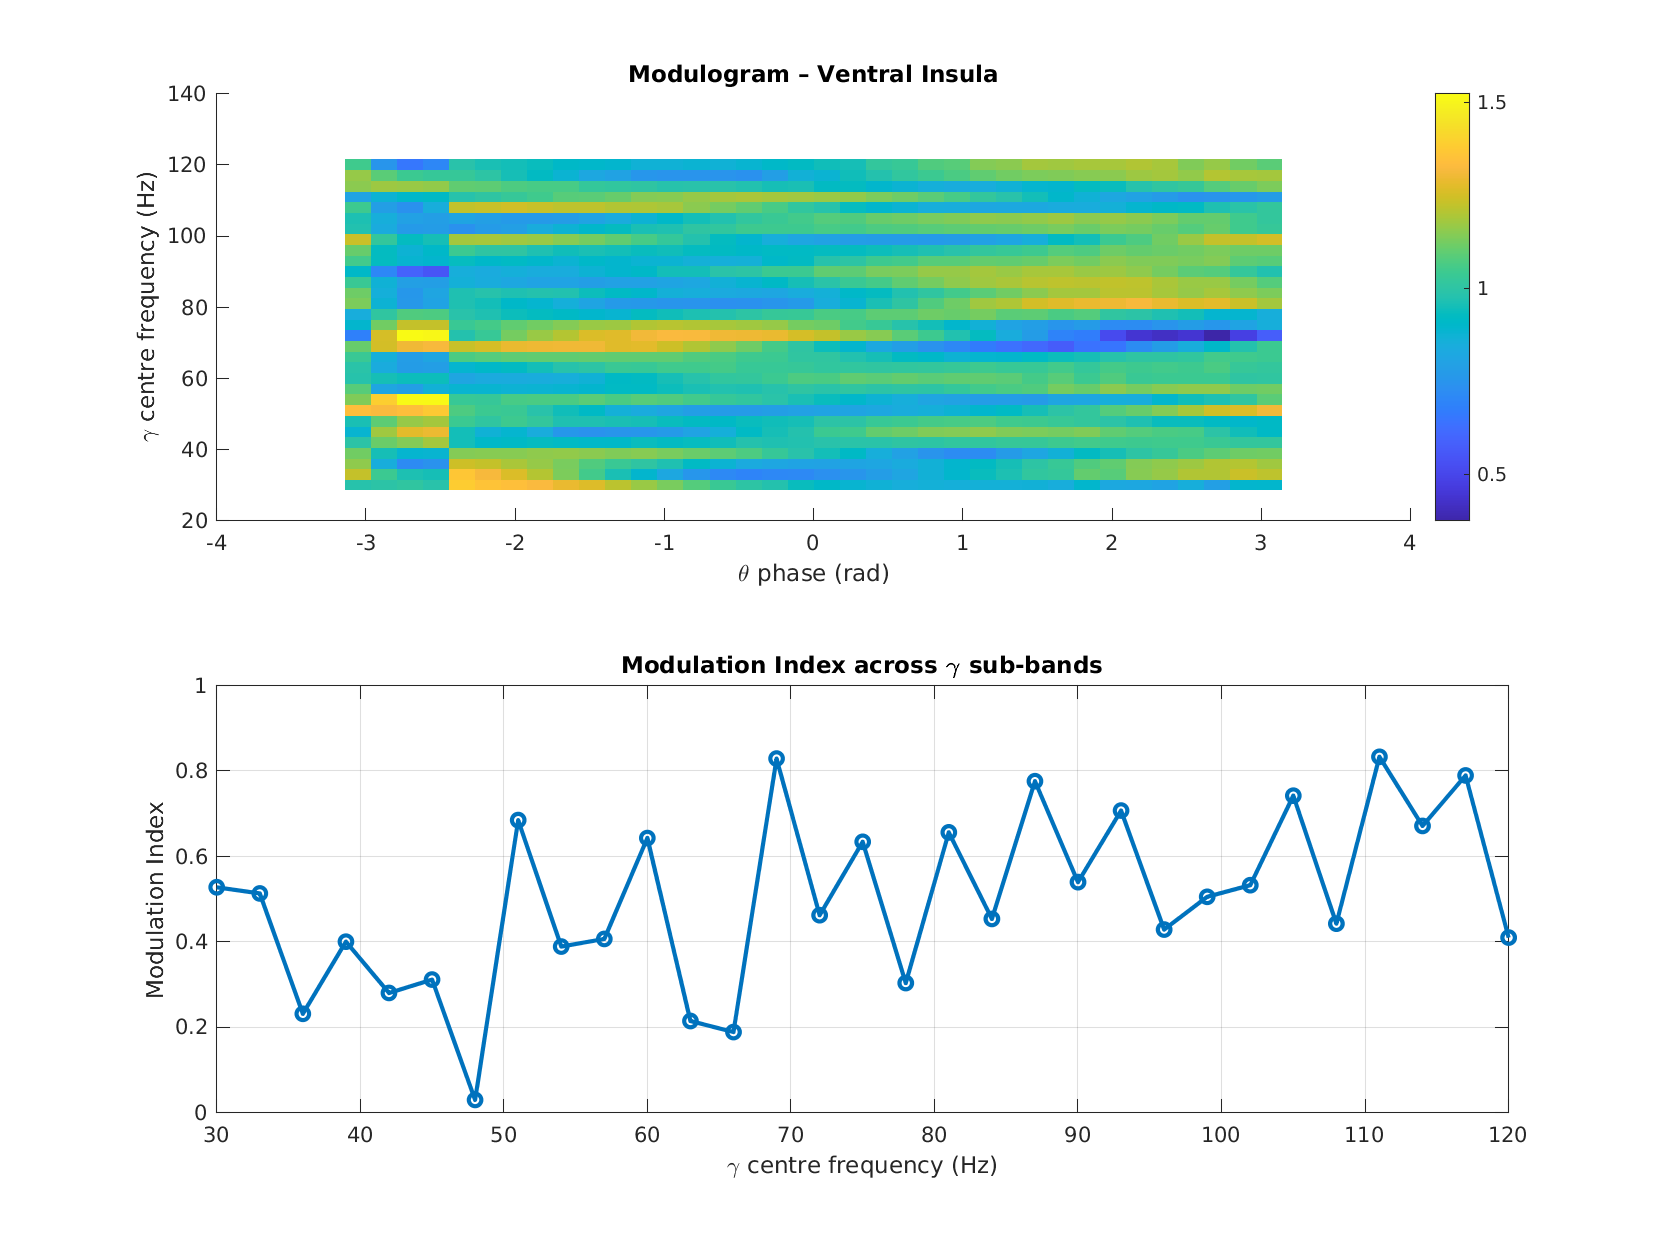 Modulogram – Ventral Insula
140
120
100
80
60
40
20
γ centre frequency (Hz)
-4 -3 -2 -1 0 1 2 3 4
θ phase (rad)
1.5
1
0.5
Modulation Index across γ sub-bands
1
0.8
0.6
0.4
0.2
0
Modulation Index
30 40 50 60 70 80 90 100 110 120
γ centre frequency (Hz)